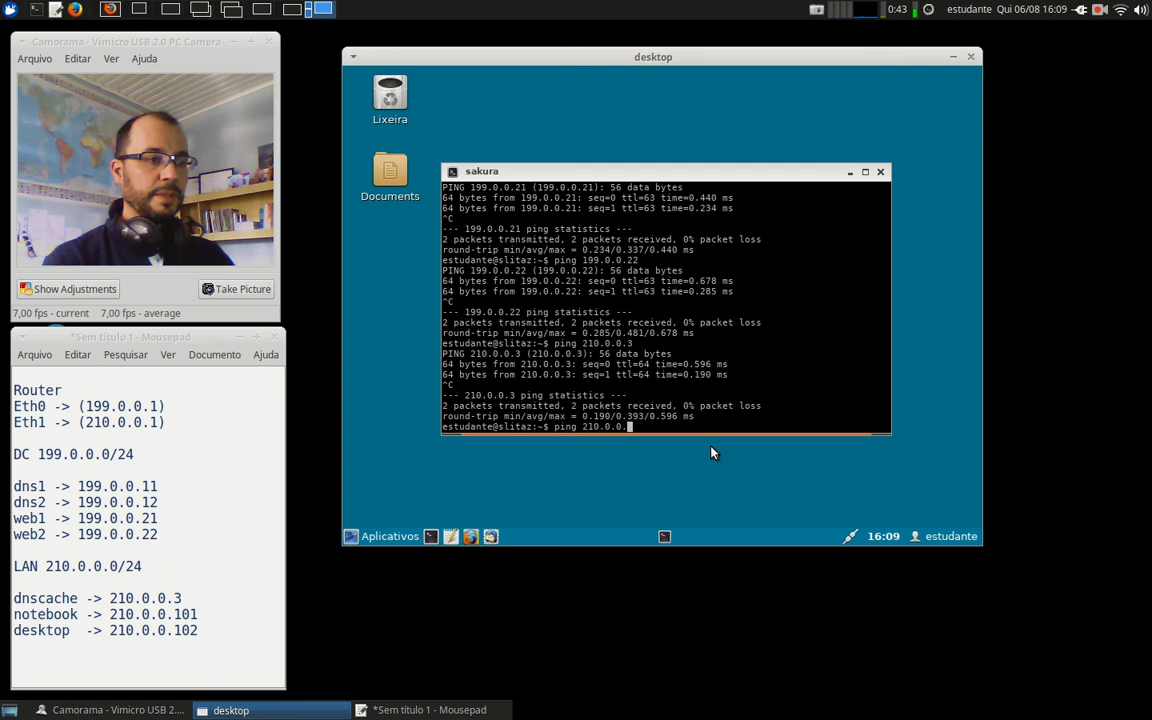 0:43
estudante
Qui 06/08 16:09
Camorama - Vimicro USB 2.0 PC Camera
Arquivo Editar Ver Ajuda
Show Adjustments
Take Picture
7,00 fps - current 7,00 fps - average
*Sem título 1 - Mousepad
Arquivo Editar Pesquisar Ver Documento Ajuda
Router
Eth0 -> (199.0.0.1)
Eth1 -> (210.0.0.1)
DC 199.0.0.0/24
dns1 -> 199.0.0.11
dns2 -> 199.0.0.12
web1 -> 199.0.0.21
web2 -> 199.0.0.22
LAN 210.0.0.0/24
dnscache -> 210.0.0.3
notebook -> 210.0.0.101
desktop -> 210.0.0.102
desktop
Lixeira
Documents
sakura
PING 199.0.0.21 (199.0.0.21): 56 data bytes
64 bytes from 199.0.0.21: seq=0 ttl=63 time=0.440 ms
64 bytes from 199.0.0.21: seq=1 ttl=63 time=0.234 ms
^C
--- 199.0.0.21 ping statistics ---
2 packets transmitted, 2 packets received, 0% packet loss
round-trip min/avg/max = 0.234/0.337/0.440 ms
estudante@slitaz:~$ ping 199.0.0.22
PING 199.0.0.22 (199.0.0.22): 56 data bytes
64 bytes from 199.0.0.22: seq=0 ttl=63 time=0.678 ms
64 bytes from 199.0.0.22: seq=1 ttl=63 time=0.285 ms
^C
--- 199.0.0.22 ping statistics ---
2 packets transmitted, 2 packets received, 0% packet loss
round-trip min/avg/max = 0.285/0.481/0.678 ms
estudante@slitaz:~$ ping 210.0.0.3
PING 210.0.0.3 (210.0.0.3): 56 data bytes
64 bytes from 210.0.0.3: seq=0 ttl=64 time=0.596 ms
64 bytes from 210.0.0.3: seq=1 ttl=64 time=0.190 ms
^C
--- 210.0.0.3 ping statistics ---
2 packets transmitted, 2 packets received, 0% packet loss
round-trip min/avg/max = 0.190/0.393/0.596 ms
estudante@slitaz:~$ ping 210.0.0.
Aplicativos
16:09
estudante
Camorama - Vimicro USB 2....
desktop
*Sem título 1 - Mousepad